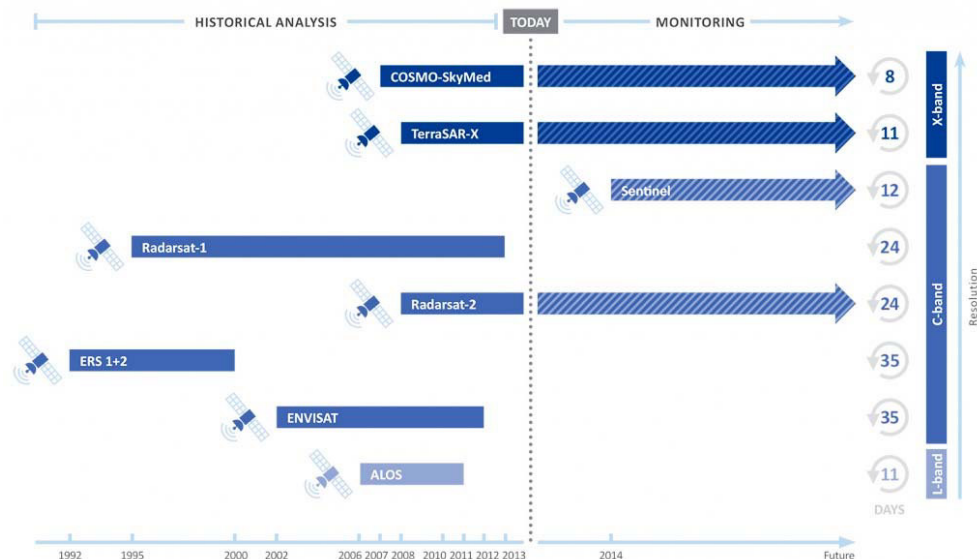 HISTORICAL ANALYSIS
TODAY
MONITORING
COSMO-SkyMed
8
TerraSAR-X
11
X-band
Sentinel
12
Radarsat-1
24
Radarsat-2
24
C-band
Resolution
ERS 1+2
35
ENVISAT
35
ALOS
11
L-band
DAYS
1992 1995 2000 2002 2006 2007 2008 2010 2011 2012 2013 2014 Future